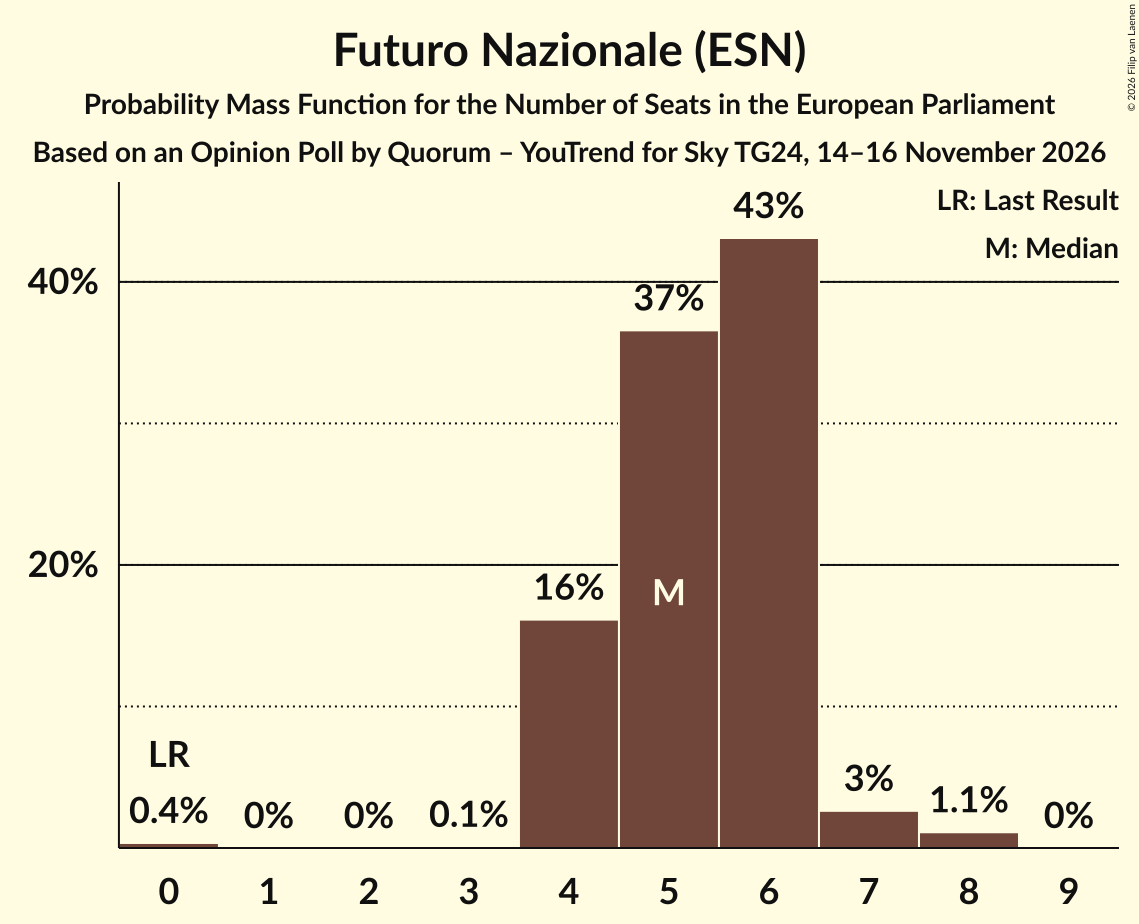 Futuro Nazionale (ESN)
Probability Mass Function for the Number of Seats in the European Parliament
Based on an Opinion Poll by Quorum – YouTrend for Sky TG24, 14–16 November 2026
© 2026 Filip van Laenen
LR: Last Result
M: Median
43%
40%
37%
20%
16%
M
LR
0.4%
0%
0%
0.1%
3%
1.1%
0%
0 1 2 3 4 5 6 7 8 9